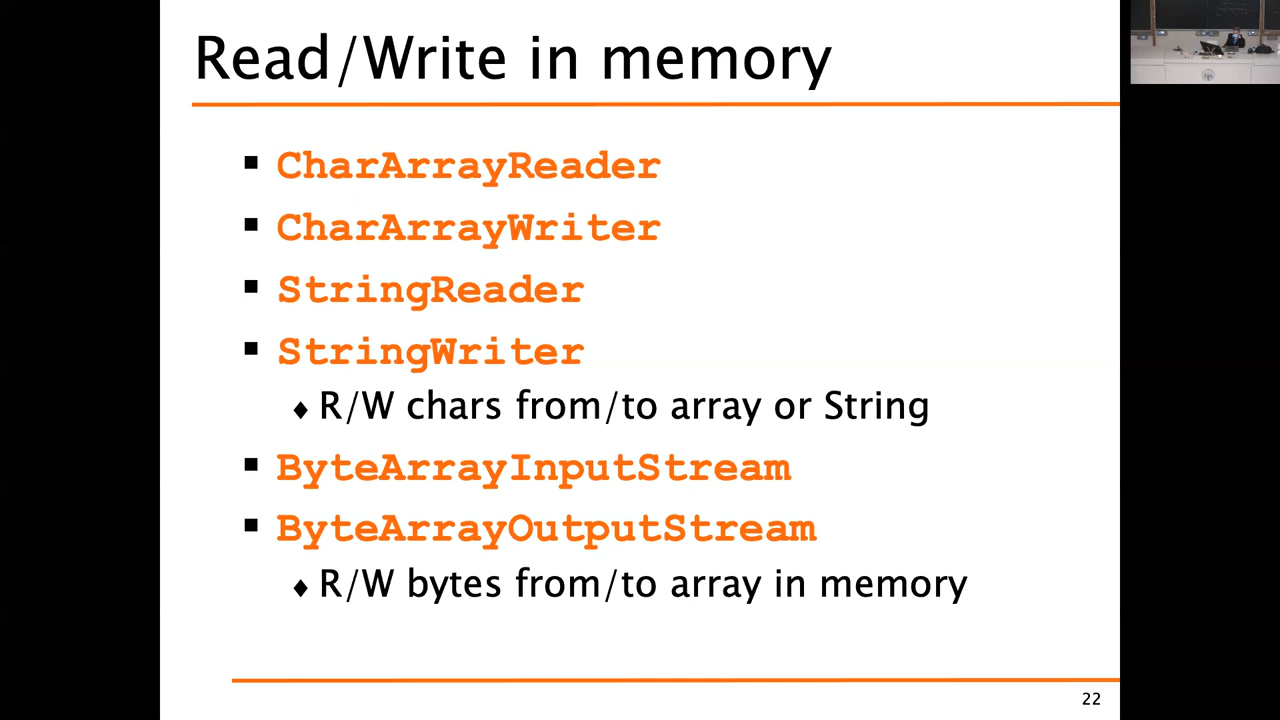 Read/Write in memory
CharArrayReader
CharArrayWriter
StringReader
StringWriter
R/W chars from/to array or String
ByteArrayInputStream
ByteArrayOutputStream
R/W bytes from/to array in memory
22